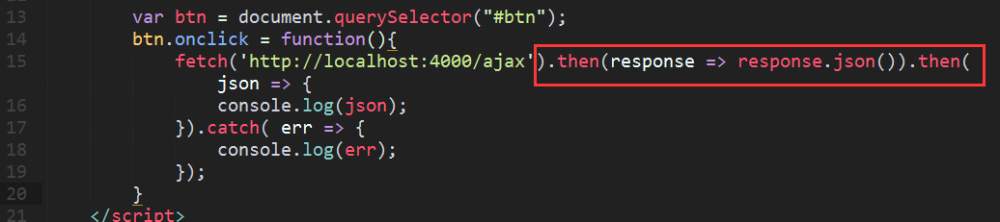 13 var btn = document.querySelector("#btn");
14 btn.onclick = function(){
15 fetch('http://localhost:4000/ajax').then(response => response.json()).then(
json => {
16 console.log(json);
17 }).catch( err => {
18 console.log(err);
19 });
20 }
21 </script>